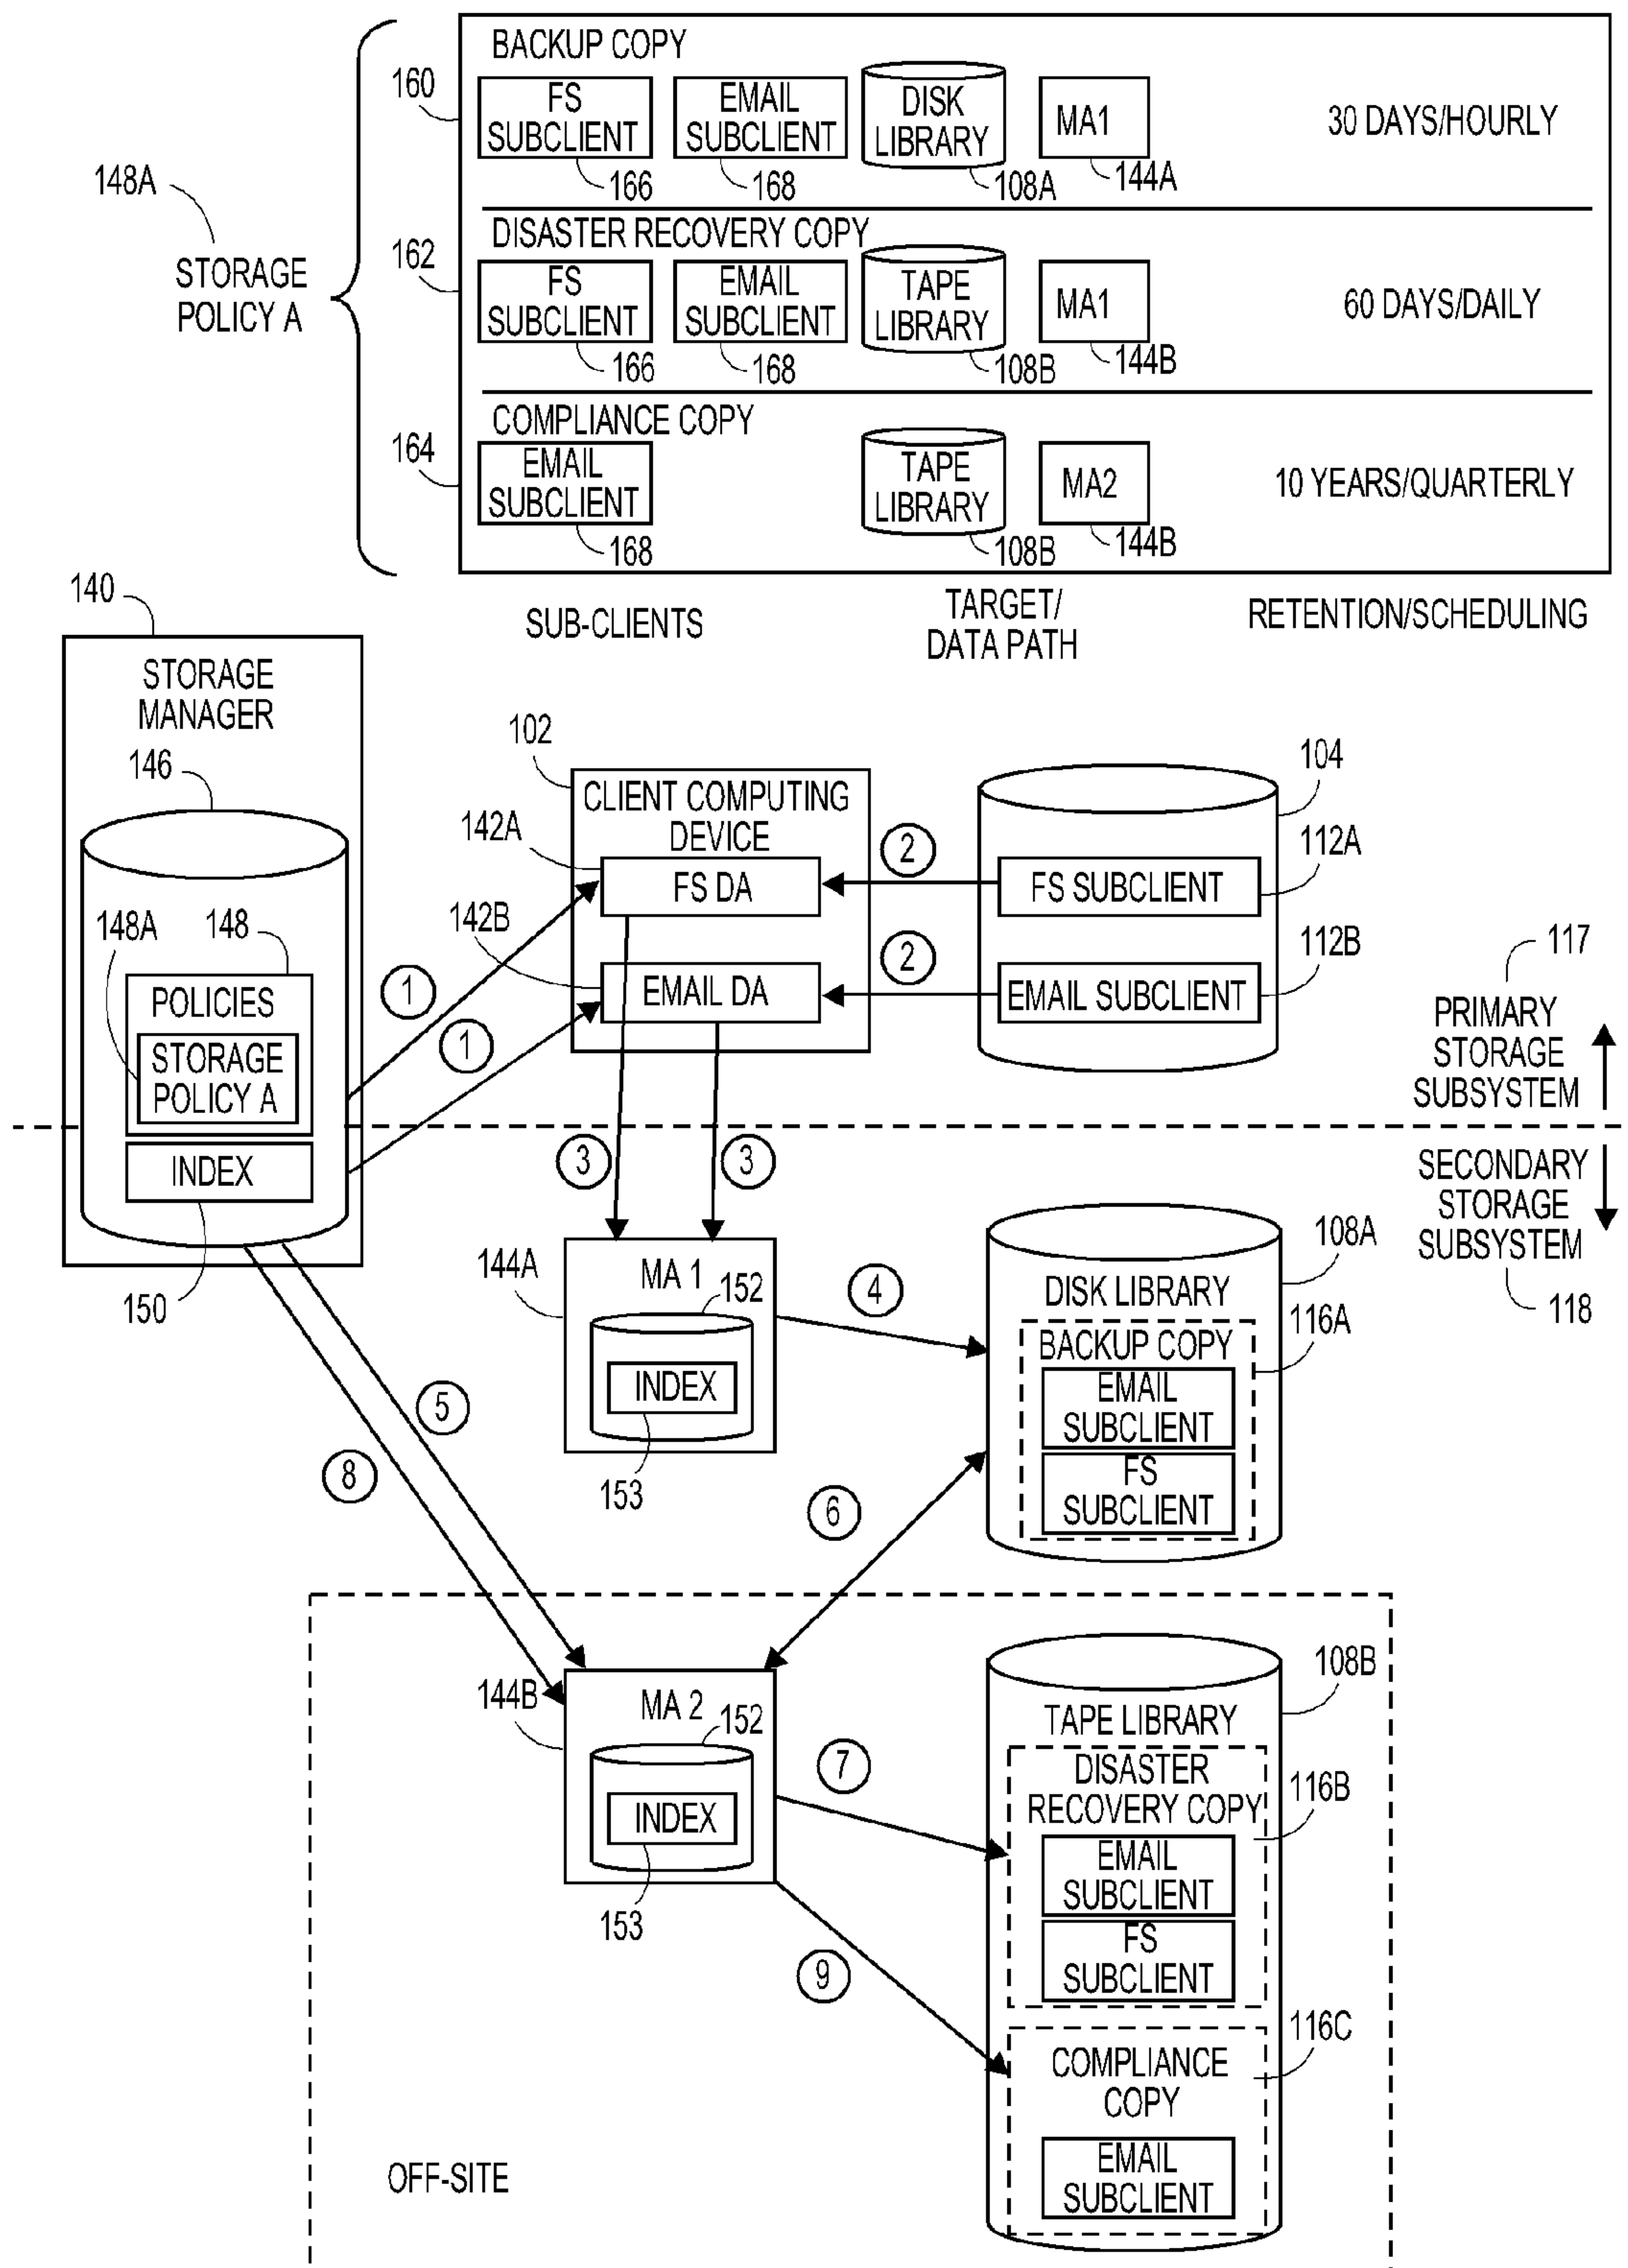 BACKUP COPY
160
FS
SUBCLIENT
166
EMAIL
SUBCLIENT
168
DISK
LIBRARY
108A
MA1
144A
30 DAYS/HOURLY
148A
STORAGE
POLICY A
DISASTER RECOVERY COPY
162
FS
SUBCLIENT
166
EMAIL
SUBCLIENT
168
TAPE
LIBRARY
108B
MA1
144B
60 DAYS/DAILY
COMPLIANCE COPY
164
EMAIL
SUBCLIENT
168
TAPE
LIBRARY
108B
MA2
144B
10 YEARS/QUARTERLY
SUB-CLIENTS
TARGET/
DATA PATH
RETENTION/SCHEDULING
140
STORAGE
MANAGER
146
148A
148
POLICIES
STORAGE
POLICY A
INDEX
150
102
CLIENT COMPUTING
DEVICE
142A
FS DA
142B
EMAIL DA
1
1
2
2
104
FS SUBCLIENT
112A
EMAIL SUBCLIENT
112B
117
PRIMARY
STORAGE
SUBSYSTEM
SECONDARY
STORAGE
SUBSYSTEM
118
3
3
144A
MA 1
152
INDEX
153
4
108A
DISK LIBRARY
116A
BACKUP COPY
EMAIL
SUBCLIENT
FS
SUBCLIENT
5
8
6
144B
MA 2
152
INDEX
153
7
9
108B
TAPE LIBRARY
DISASTER
RECOVERY COPY
116B
EMAIL
SUBCLIENT
FS
SUBCLIENT
116C
COMPLIANCE
COPY
EMAIL
SUBCLIENT
OFF-SITE